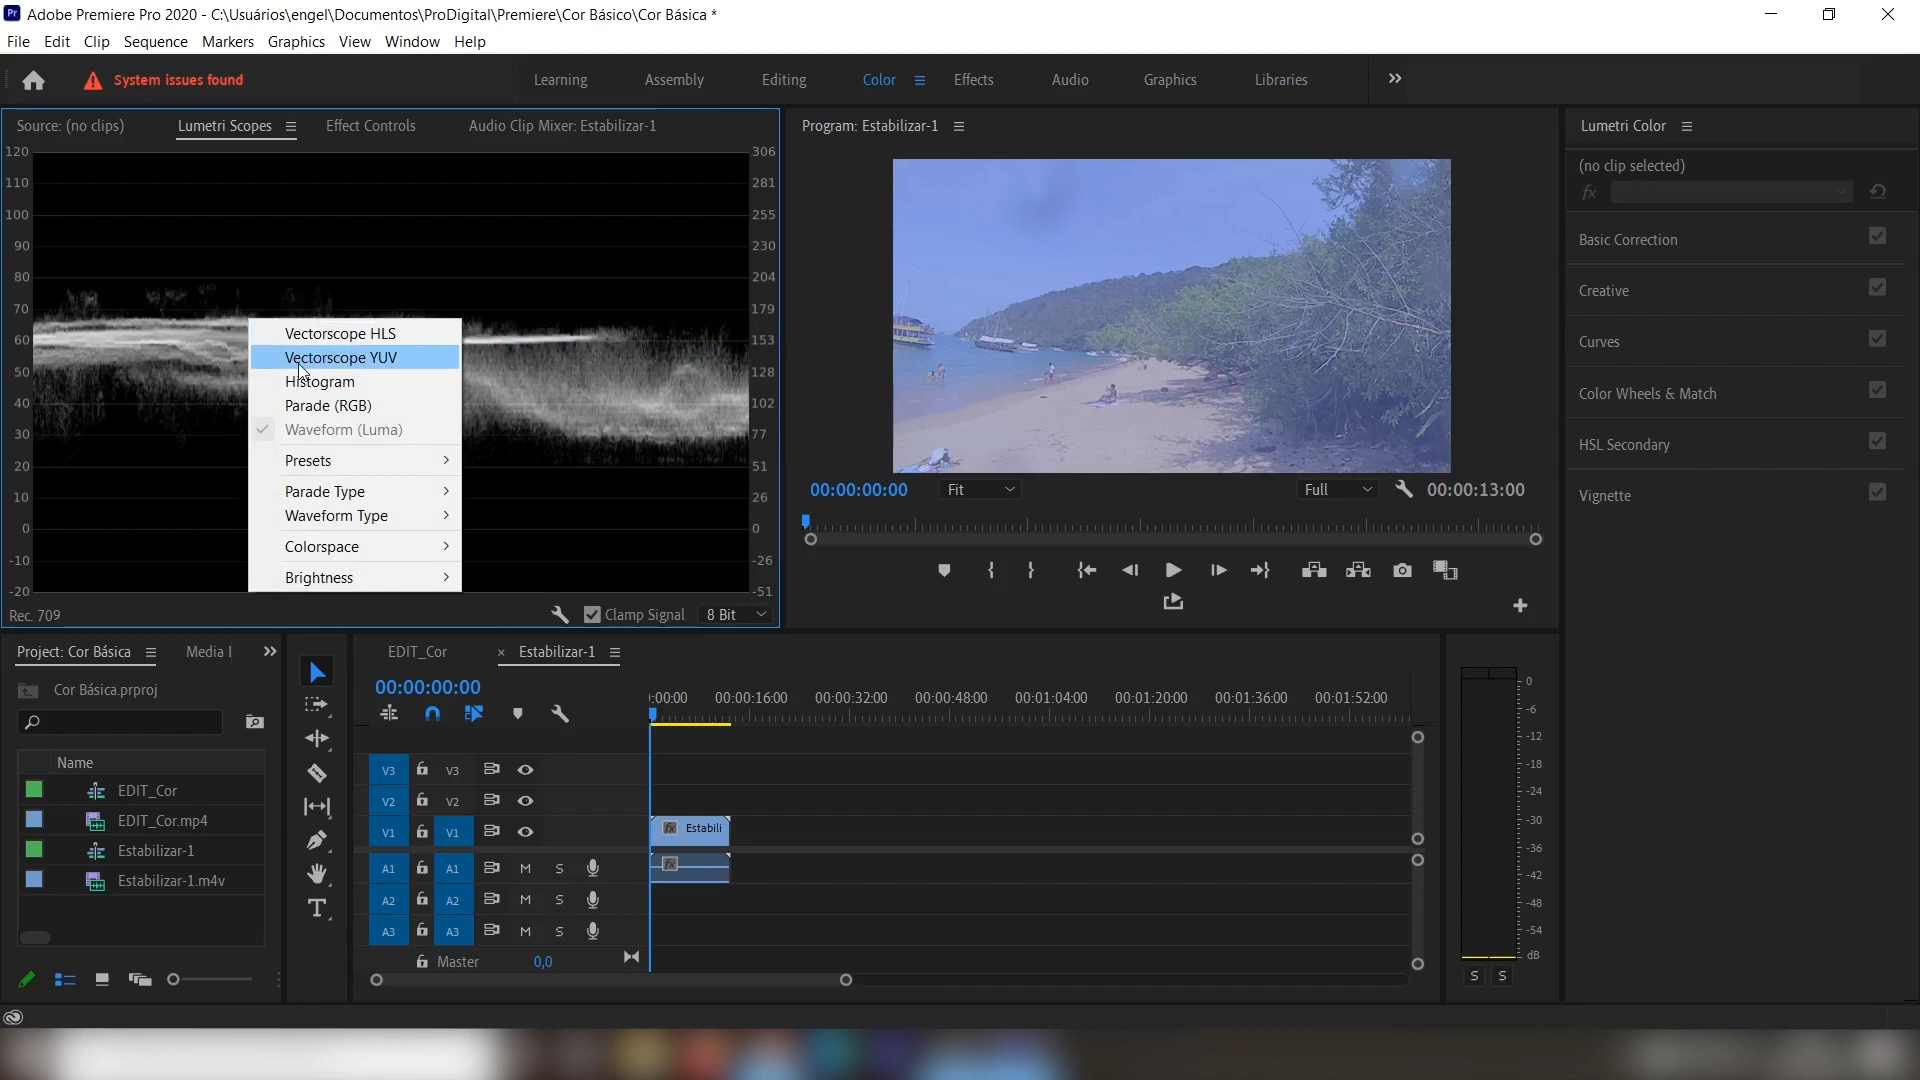 Adobe Premiere Pro 2020 - C:\Usuários\engel\Documentos\ProDigital\Premiere\Cor Básico\Cor Básica *
File Edit Clip Sequence Markers Graphics View Window Help
System issues found
Learning Assembly Editing Color Effects Audio Graphics Libraries
Source: (no clips) Lumetri Scopes Effect Controls Audio Clip Mixer: Estabilizar-1
120 306
110 281
100 255
90 230
80 204
70 179
60 153
50 128
40 102
30 77
20 51
10 26
0 0
-10 -26
-20 -51
Vectorscope HLS
Vectorscope YUV
Histogram
Parade (RGB)
Waveform (Luma)
Presets
Parade Type
Waveform Type
Colorspace
Brightness
Rec. 709 Clamp Signal 8 Bit
Program: Estabilizar-1
00:00:00:00 Fit Full 00:00:13:00
Lumetri Color
(no clip selected)
fx
Basic Correction
Creative
Curves
Color Wheels & Match
HSL Secondary
Vignette
Project: Cor Básica Media
Cor Básica.prproj
Name
EDIT_Cor
EDIT_Cor.mp4
Estabilizar-1
Estabilizar-1.m4v
EDIT_Cor × Estabilizar-1
00:00:00:00
:00:00 00:00:16:00 00:00:32:00 00:00:48:00 00:01:04:00 00:01:20:00 00:01:36:00 00:01:52:00
V3 V3
V2 V2
V1 V1 fx Estabili
A1 A1 M S fx
A2 A2 M S
A3 A3 M S
Master 0,0
0
-6
-12
-18
-24
-30
-36
-42
-48
-54
dB
S S